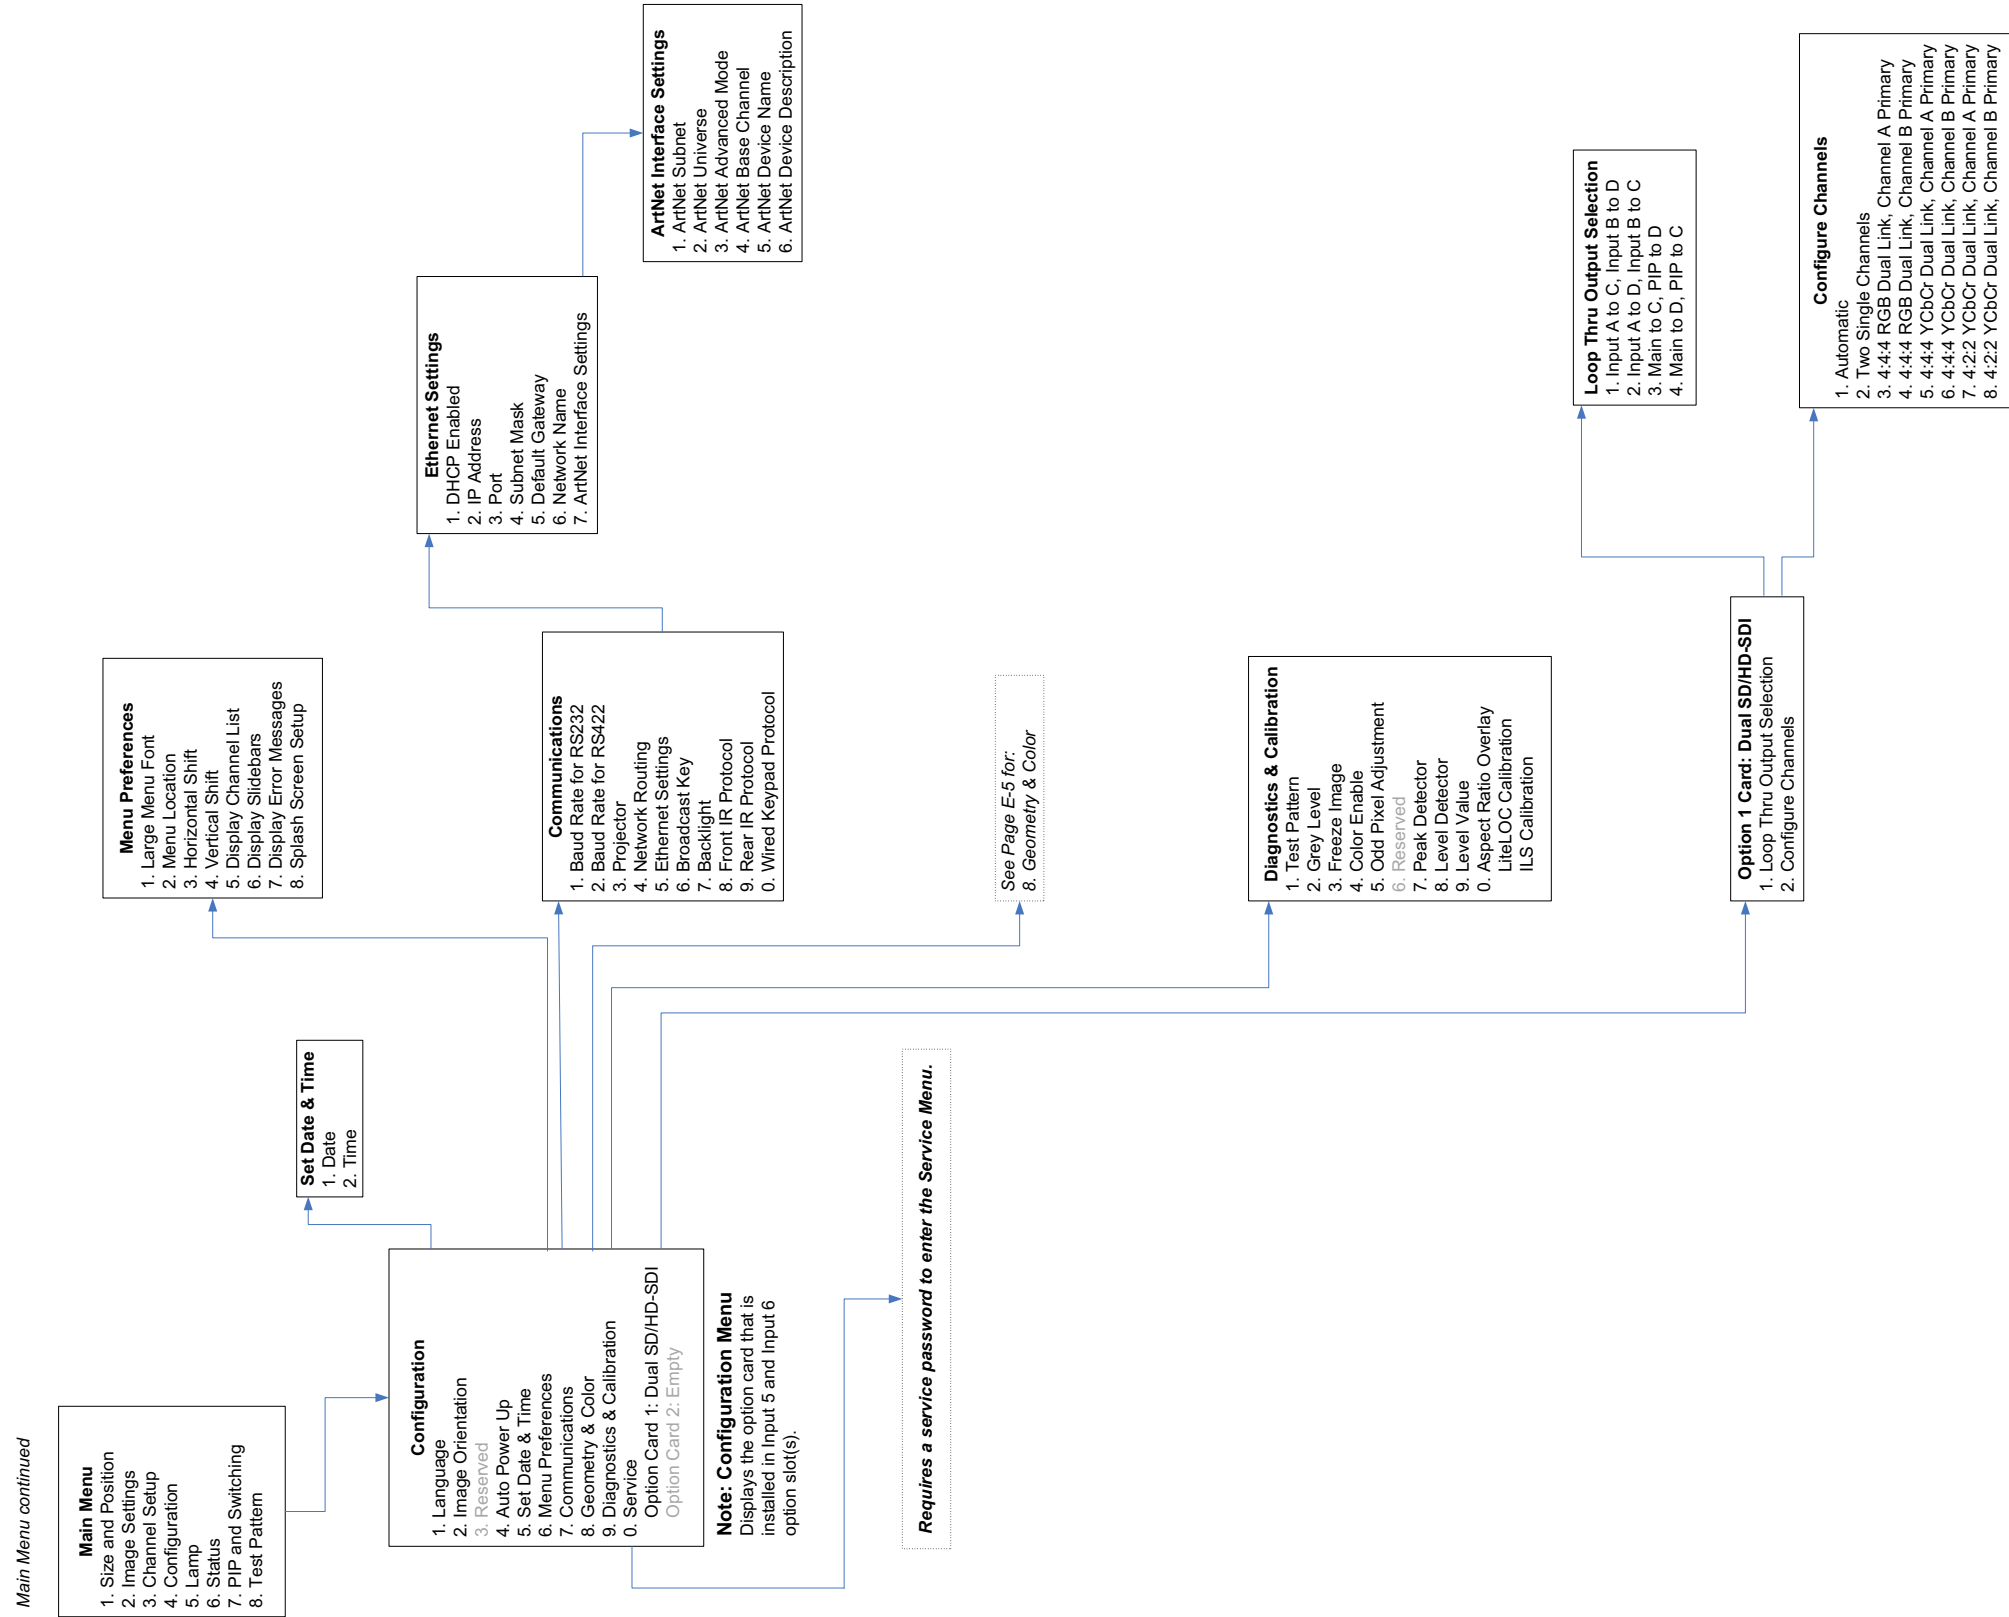 Main Menu continued
Main Menu
1. Size and Position
2. Image Settings
3. Channel Setup
4. Configuration
5. Lamp
6. Status
7. PIP and Switching
8. Test Pattern
Configuration
1. Language
2. Image Orientation
3. Reserved
4. Auto Power Up
5. Set Date & Time
6. Menu Preferences
7. Communications
8. Geometry & Color
9. Diagnostics & Calibration
0. Service
Option Card 1: Dual SD/HD-SDI
Option Card 2: Empty
Note: Configuration Menu
Displays the option card that is
installed in Input 5 and Input 6
option slot(s).
Set Date & Time
1. Date
2. Time
Menu Preferences
1. Large Menu Font
2. Menu Location
3. Horizontal Shift
4. Vertical Shift
5. Display Channel List
6. Display Slidebars
7. Display Error Messages
8. Splash Screen Setup
Communications
1. Baud Rate for RS232
2. Baud Rate for RS422
3. Projector
4. Network Routing
5. Ethernet Settings
6. Broadcast Key
7. Backlight
8. Front IR Protocol
9. Rear IR Protocol
0. Wired Keypad Protocol
Ethernet Settings
1. DHCP Enabled
2. IP Address
3. Port
4. Subnet Mask
5. Default Gateway
6. Network Name
7. ArtNet Interface Settings
ArtNet Interface Settings
1. ArtNet Subnet
2. ArtNet Universe
3. ArtNet Advanced Mode
4. ArtNet Base Channel
5. ArtNet Device Name
6. ArtNet Device Description
Requires a service password to enter the Service Menu.
See Page E-5 for:
8. Geometry & Color
Diagnostics & Calibration
1. Test Pattern
2. Grey Level
3. Freeze Image
4. Color Enable
5. Odd Pixel Adjustment
6. Reserved
7. Peak Detector
8. Level Detector
9. Level Value
0. Aspect Ratio Overlay
LiteLOC Calibration
ILS Calibration
Option 1 Card: Dual SD/HD-SDI
1. Loop Thru Output Selection
2. Configure Channels
Loop Thru Output Selection
1. Input A to C, Input B to D
2. Input A to D, Input B to C
3. Main to C, PIP to D
4. Main to D, PIP to C
Configure Channels
1. Automatic
2. Two Single Channels
3. 4:4:4 RGB Dual Link, Channel A Primary
4. 4:4:4 RGB Dual Link, Channel B Primary
5. 4:4:4 YCbCr Dual Link, Channel A Primary
6. 4:4:4 YCbCr Dual Link, Channel B Primary
7. 4:2:2 YCbCr Dual Link, Channel A Primary
8. 4:2:2 YCbCr Dual Link, Channel B Primary